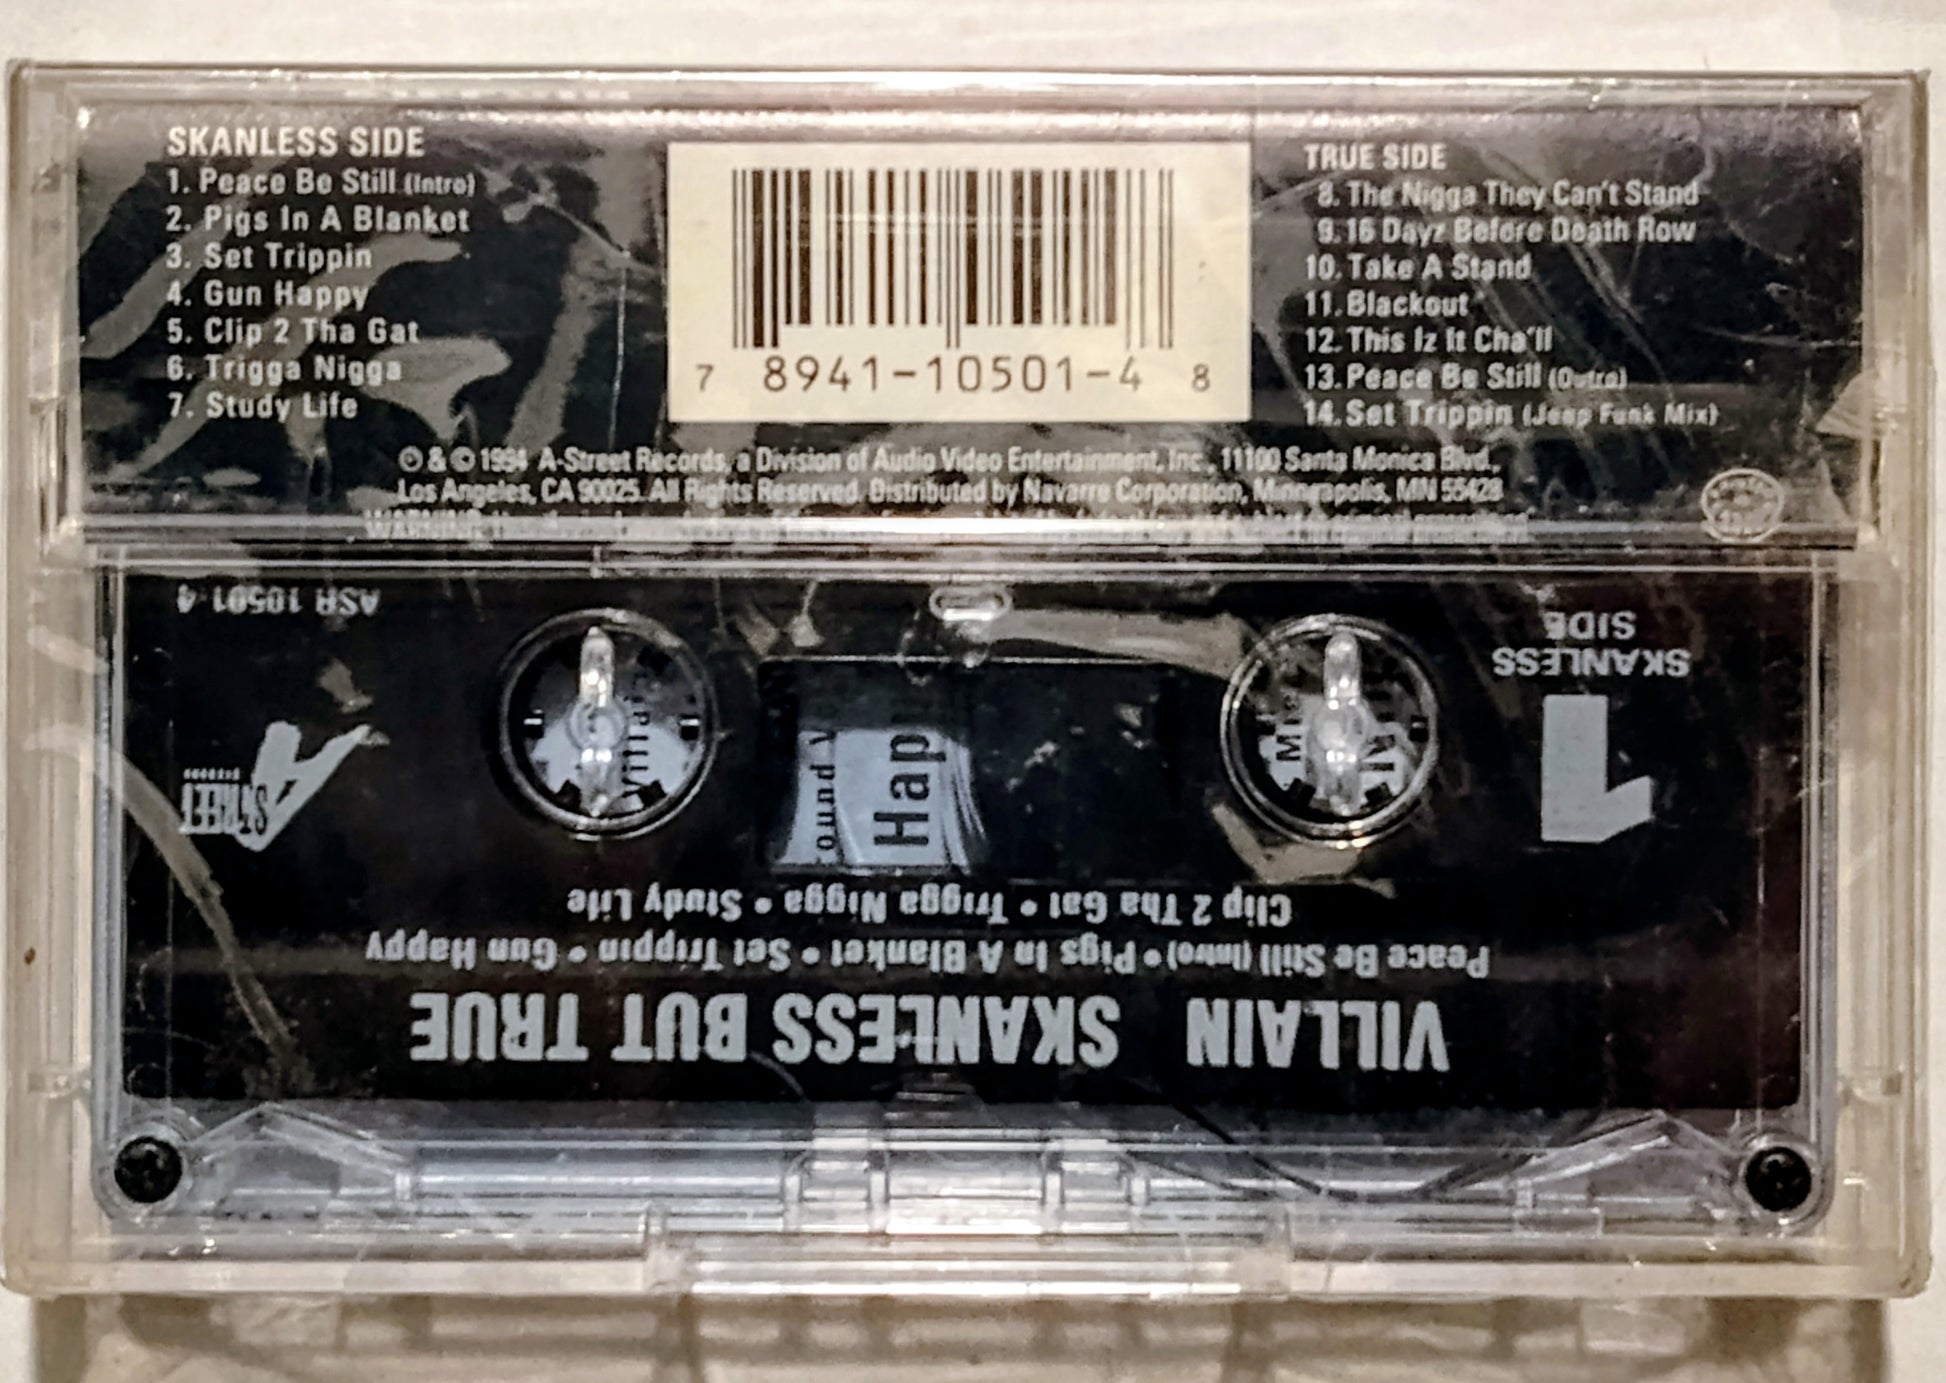 SKANLESS SIDE
1. Peace Be Still (Intro)
2. Pigs In A Blanket
3. Set Trippin
4. Gun Happy
5. Clip 2 Tha Gat
6. Trigga Nigga
7. Study Life
7 8941-10501-4 8
TRUE SIDE
8. The Nigga They Can't Stand
9. 16 Dayz Before Death Row
10. Take A Stand
11. Blackout
12. This Iz It Cha'll
13. Peace Be Still (Outro)
14. Set Trippin (Jeep Funk Mix)
℗ & © 1994 A-Street Records, a Division of Audio Video Entertainment, Inc., 11100 Santa Monica Blvd.,
Los Angeles, CA 90025. All Rights Reserved. Distributed by Navarre Corporation, Minneapolis, MN 55428
WARNING:
ASR 10501 4
SKANLESS
SIDE
1
A
STREET
RECORDS
Hap
Clip 2 Tha Gat • Trigga Nigga • Study Life
Peace Be Still (Intro) • Pigs In A Blanket • Set Trippin • Gun Happy
VILLAIN SKANLESS BUT TRUE